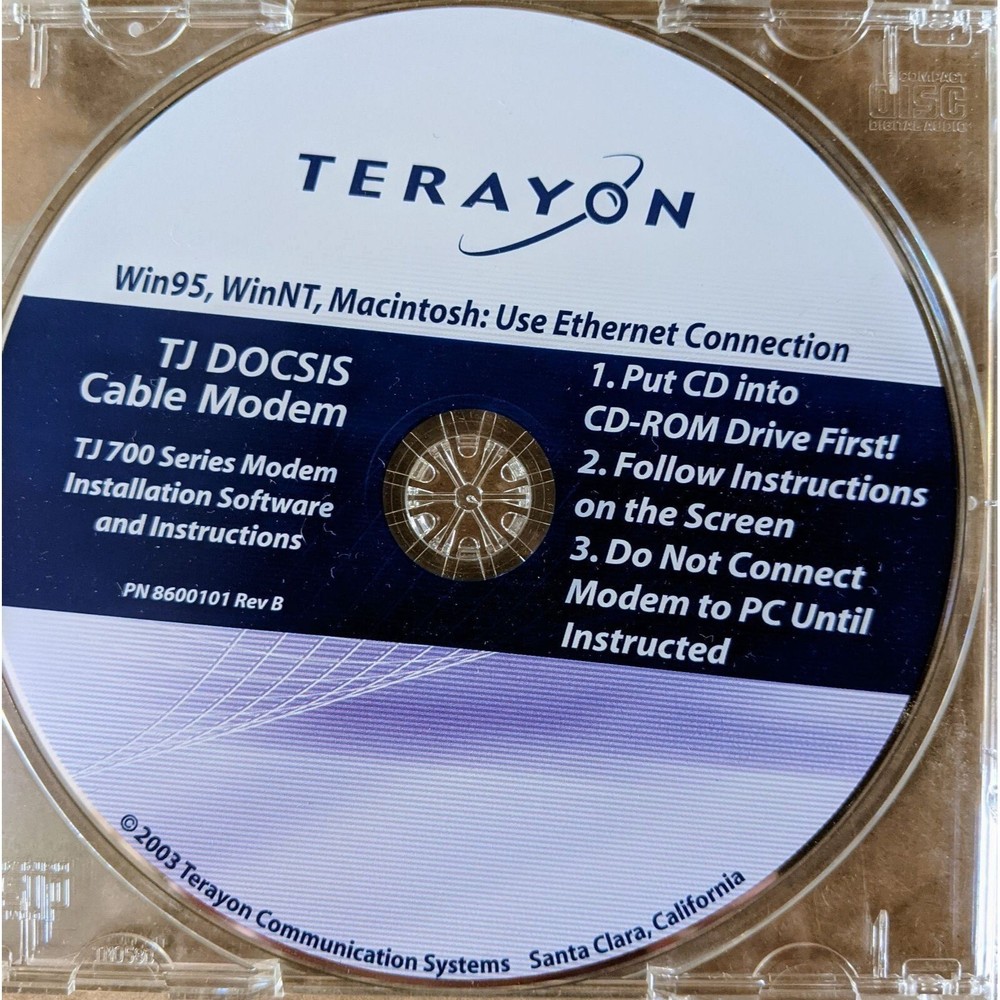 COMPACT
DISC
DIGITAL AUDIO
TERAYON
Win95, WinNT, Macintosh: Use Ethernet Connection
TJ DOCSIS
Cable Modem
TJ 700 Series Modem
Installation Software
and Instructions
PN 8600101 Rev B
1. Put CD into
CD-ROM Drive First!
2. Follow Instructions
on the Screen
3. Do Not Connect
Modem to PC Until
Instructed
© 2003 Terayon Communication Systems Santa Clara, California